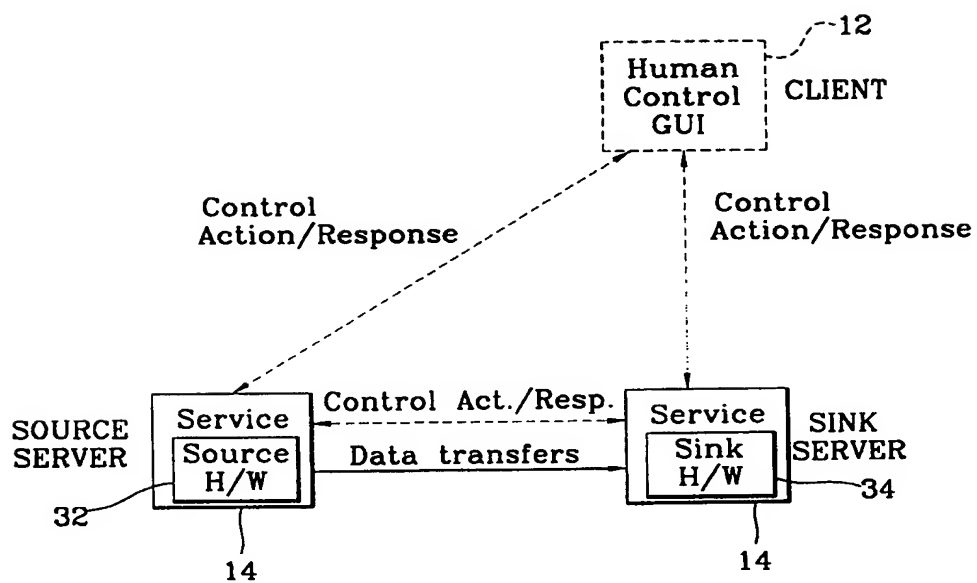 12
Human
Control
GUI
CLIENT
Control
Action/Response
Control
Action/Response
Control Act./Resp.
Data transfers
SOURCE
SERVER
Service
Source
H/W
32
14
Service
Sink
H/W
SINK
SERVER
34
14